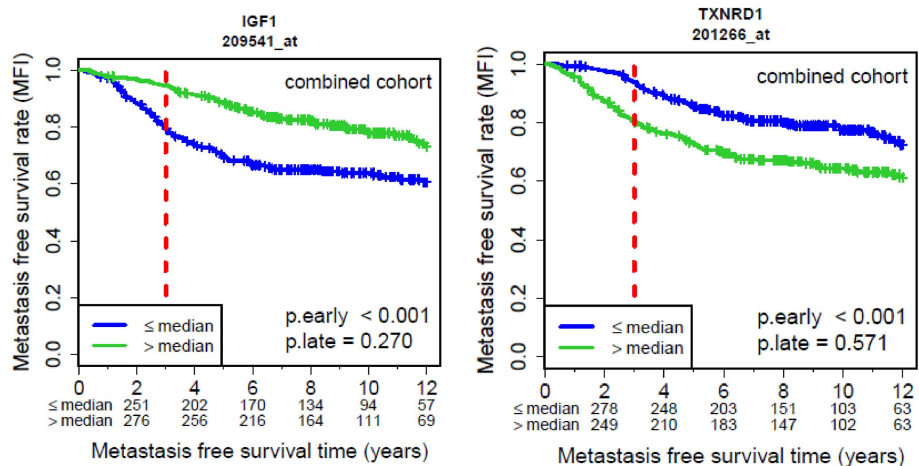 IGF1
209541_at
Metastasis free survival rate (MFI)
1.0
0.8
0.6
0.4
0.2
0.0
combined cohort
≤ median
> median
p.early < 0.001
p.late = 0.270
0 2 4 6 8 10 12
≤ median 251 202 170 134 94 57
> median 276 256 216 164 111 69
Metastasis free survival time (years)
TXNRD1
201266_at
Metastasis free survival rate (MFI)
1.0
0.8
0.6
0.4
0.2
0.0
combined cohort
≤ median
> median
p.early < 0.001
p.late = 0.571
0 2 4 6 8 10 12
≤ median 278 248 203 151 103 63
> median 249 210 183 147 102 63
Metastasis free survival time (years)